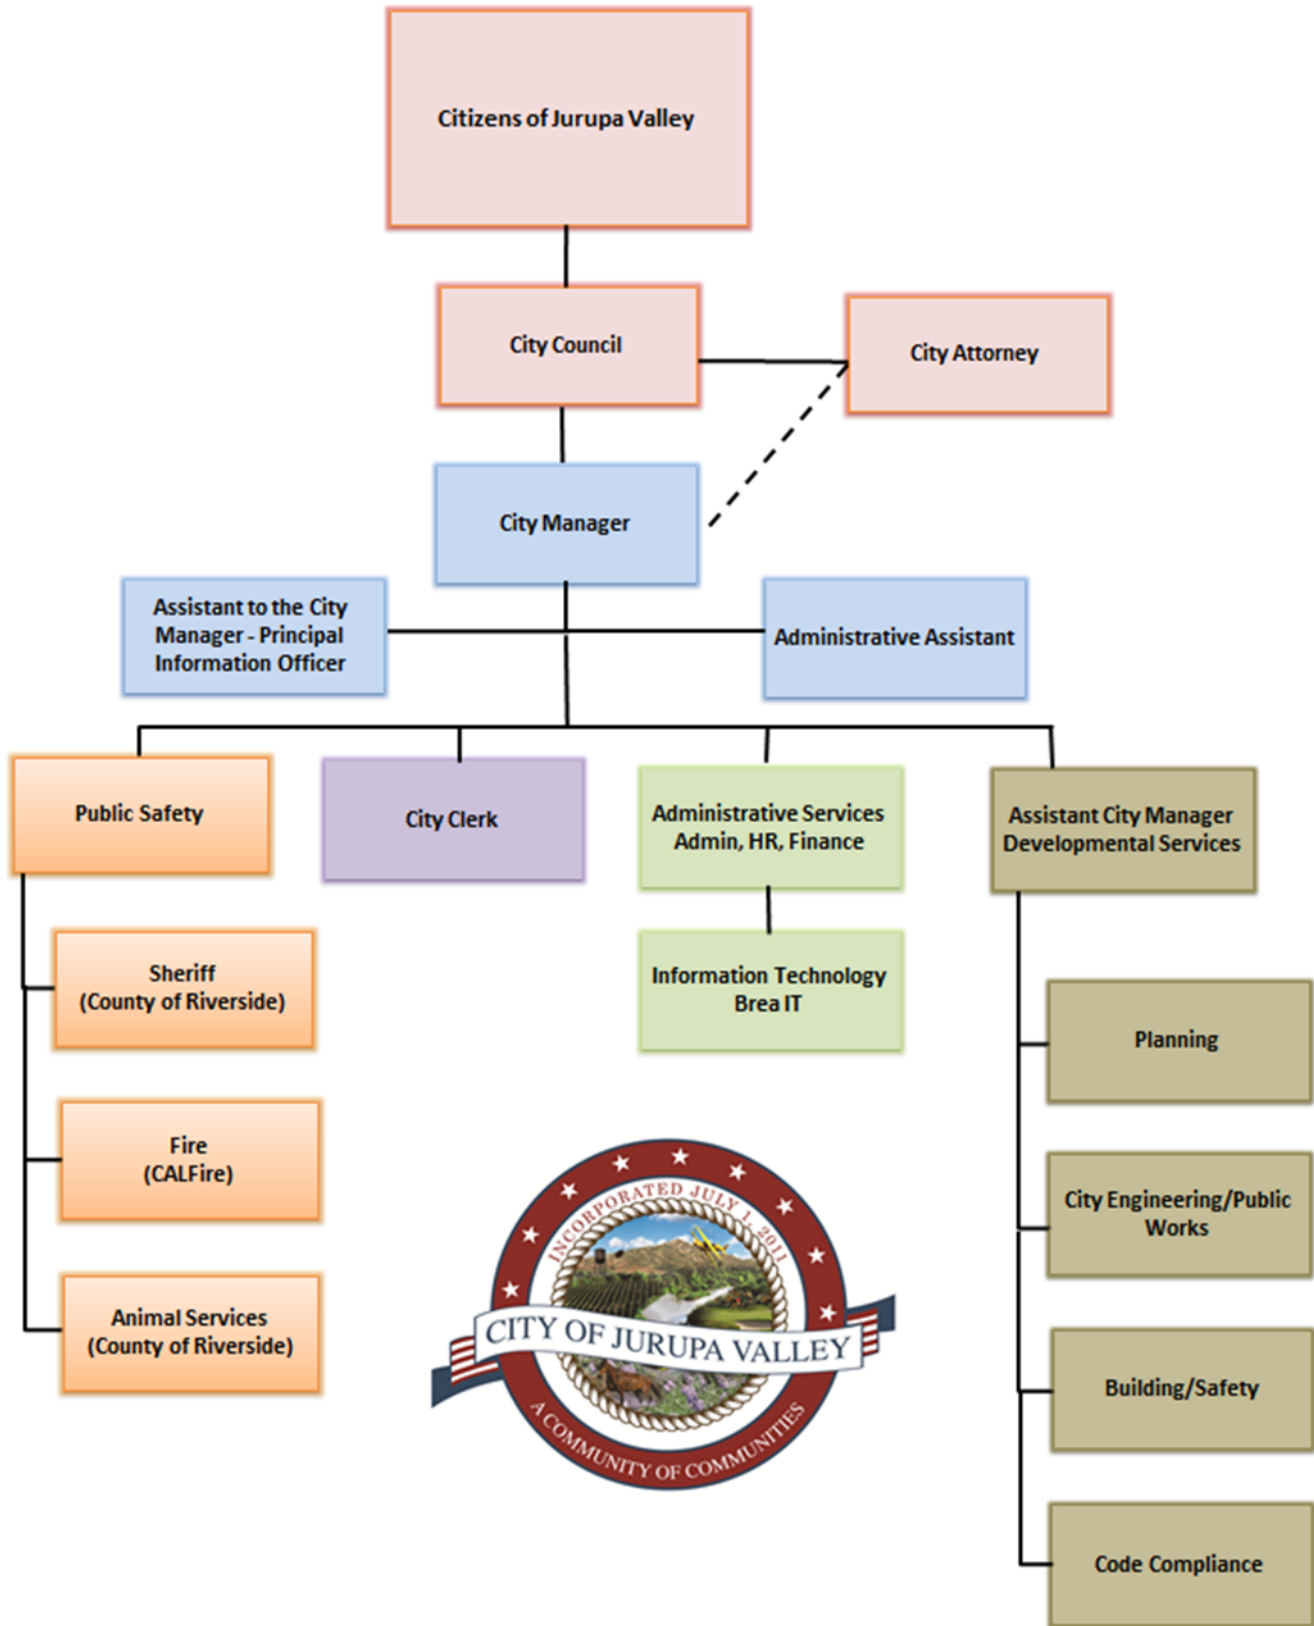 Citizens of Jurupa Valley
City Council
City Attorney
City Manager
Assistant to the City
Manager - Principal
Information Officer
Administrative Assistant
Public Safety
City Clerk
Administrative Services
Admin, HR, Finance
Assistant City Manager
Developmental Services
Sheriff
(County of Riverside)
Information Technology
Brea IT
Planning
Fire
(CALFire)
City Engineering/Public
Works
Animal Services
(County of Riverside)
Building/Safety
Code Compliance
INCORPORATED JULY 1, 2011
CITY OF JURUPA VALLEY
A COMMUNITY OF COMMUNITIES